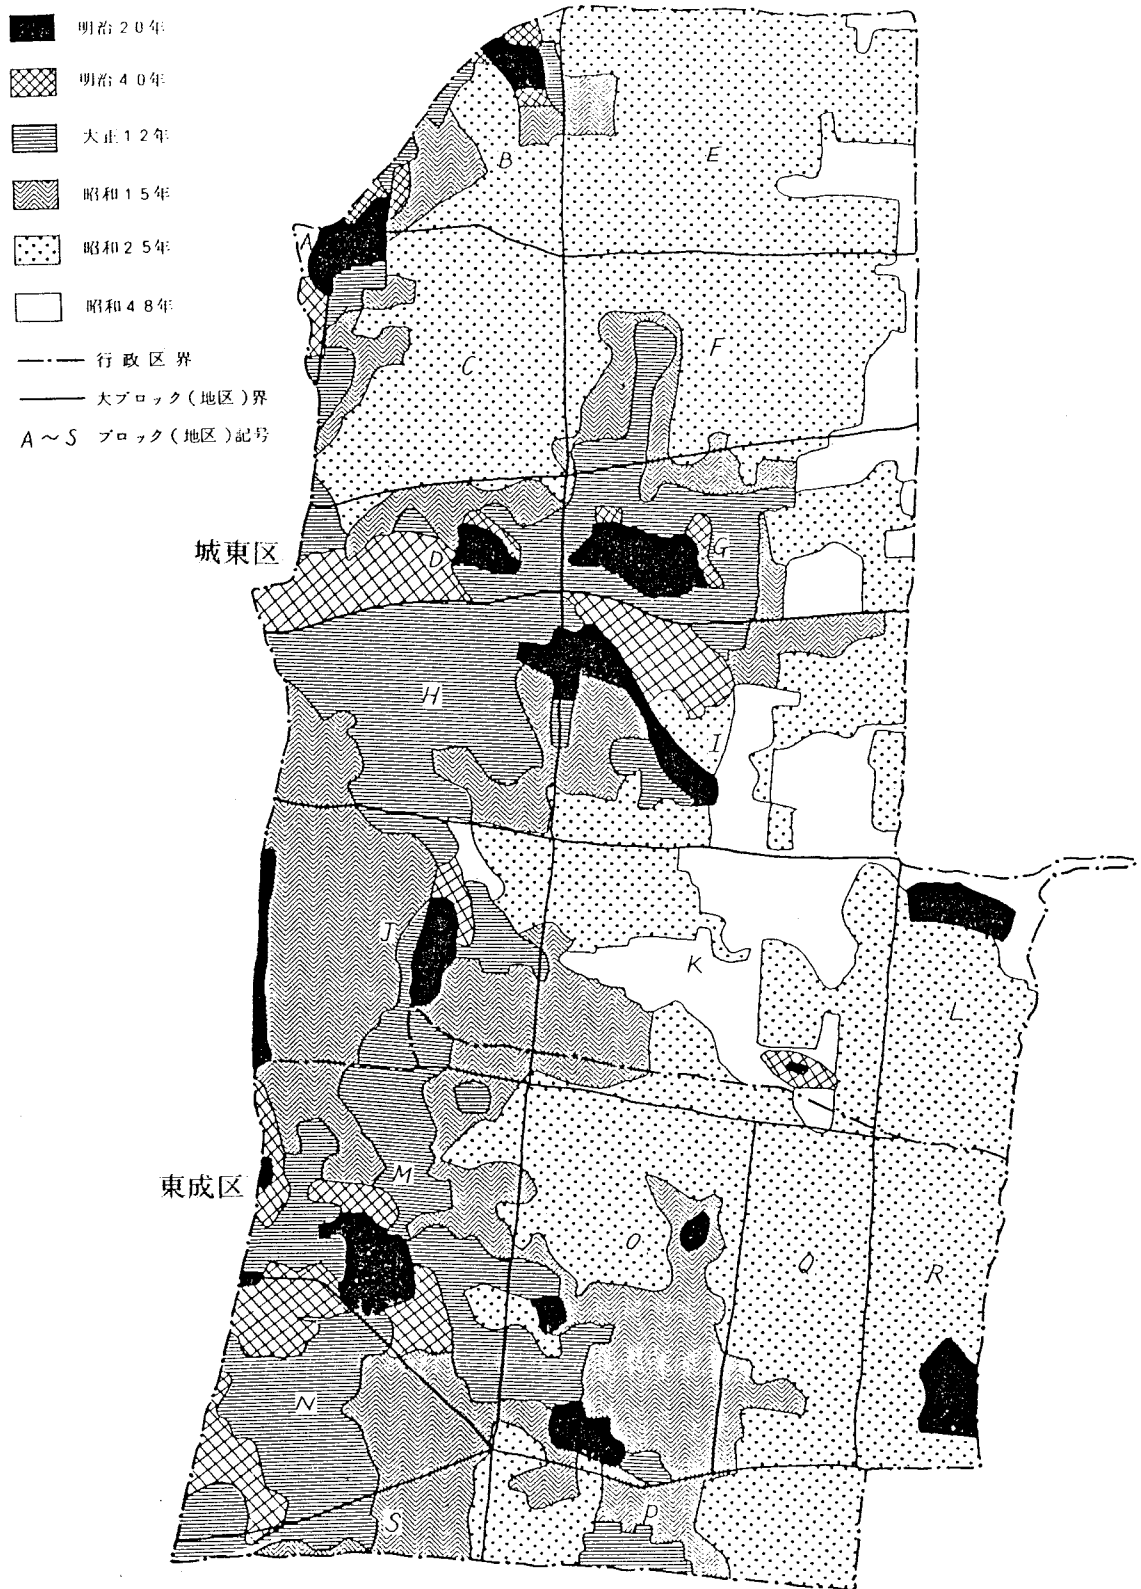 明治20年
明治40年
大正12年
昭和15年
昭和25年
昭和48年
行政区界
大ブロック(地区)界
A~S ブロック(地区)記号
B
E
A
C
F
城東区
D
G
H
I
J
K
L
東成区
M
O
Q
R
N
S
P